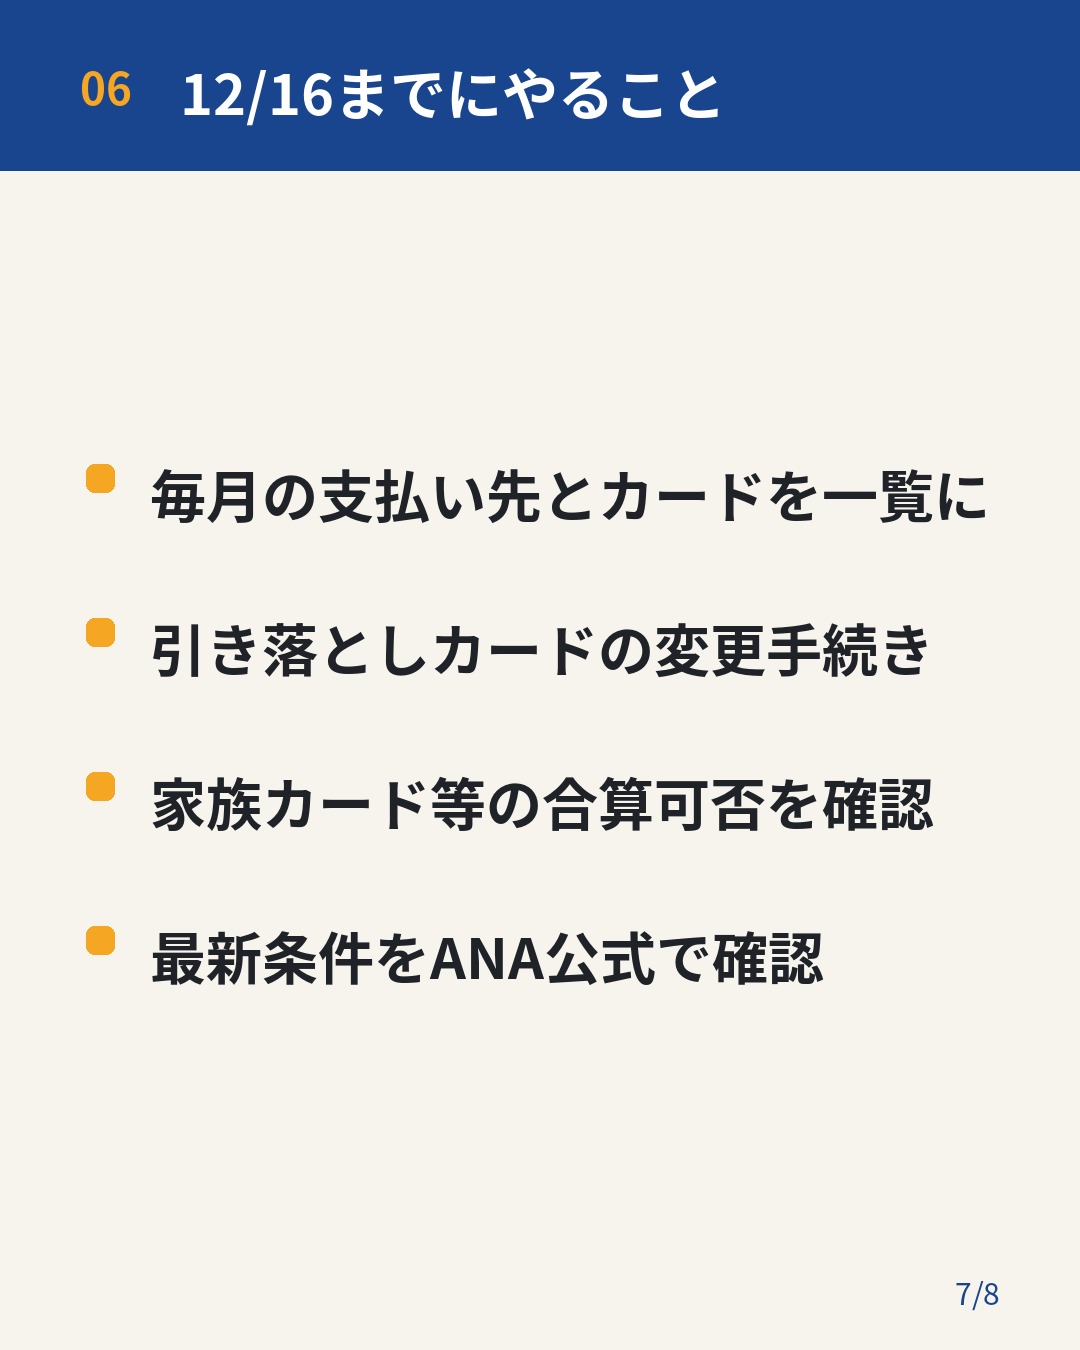 06 12/16までにやること
毎月の支払い先とカードを一覧に
引き落としカードの変更手続き
家族カード等の合算可否を確認
最新条件をANA公式で確認
7/8